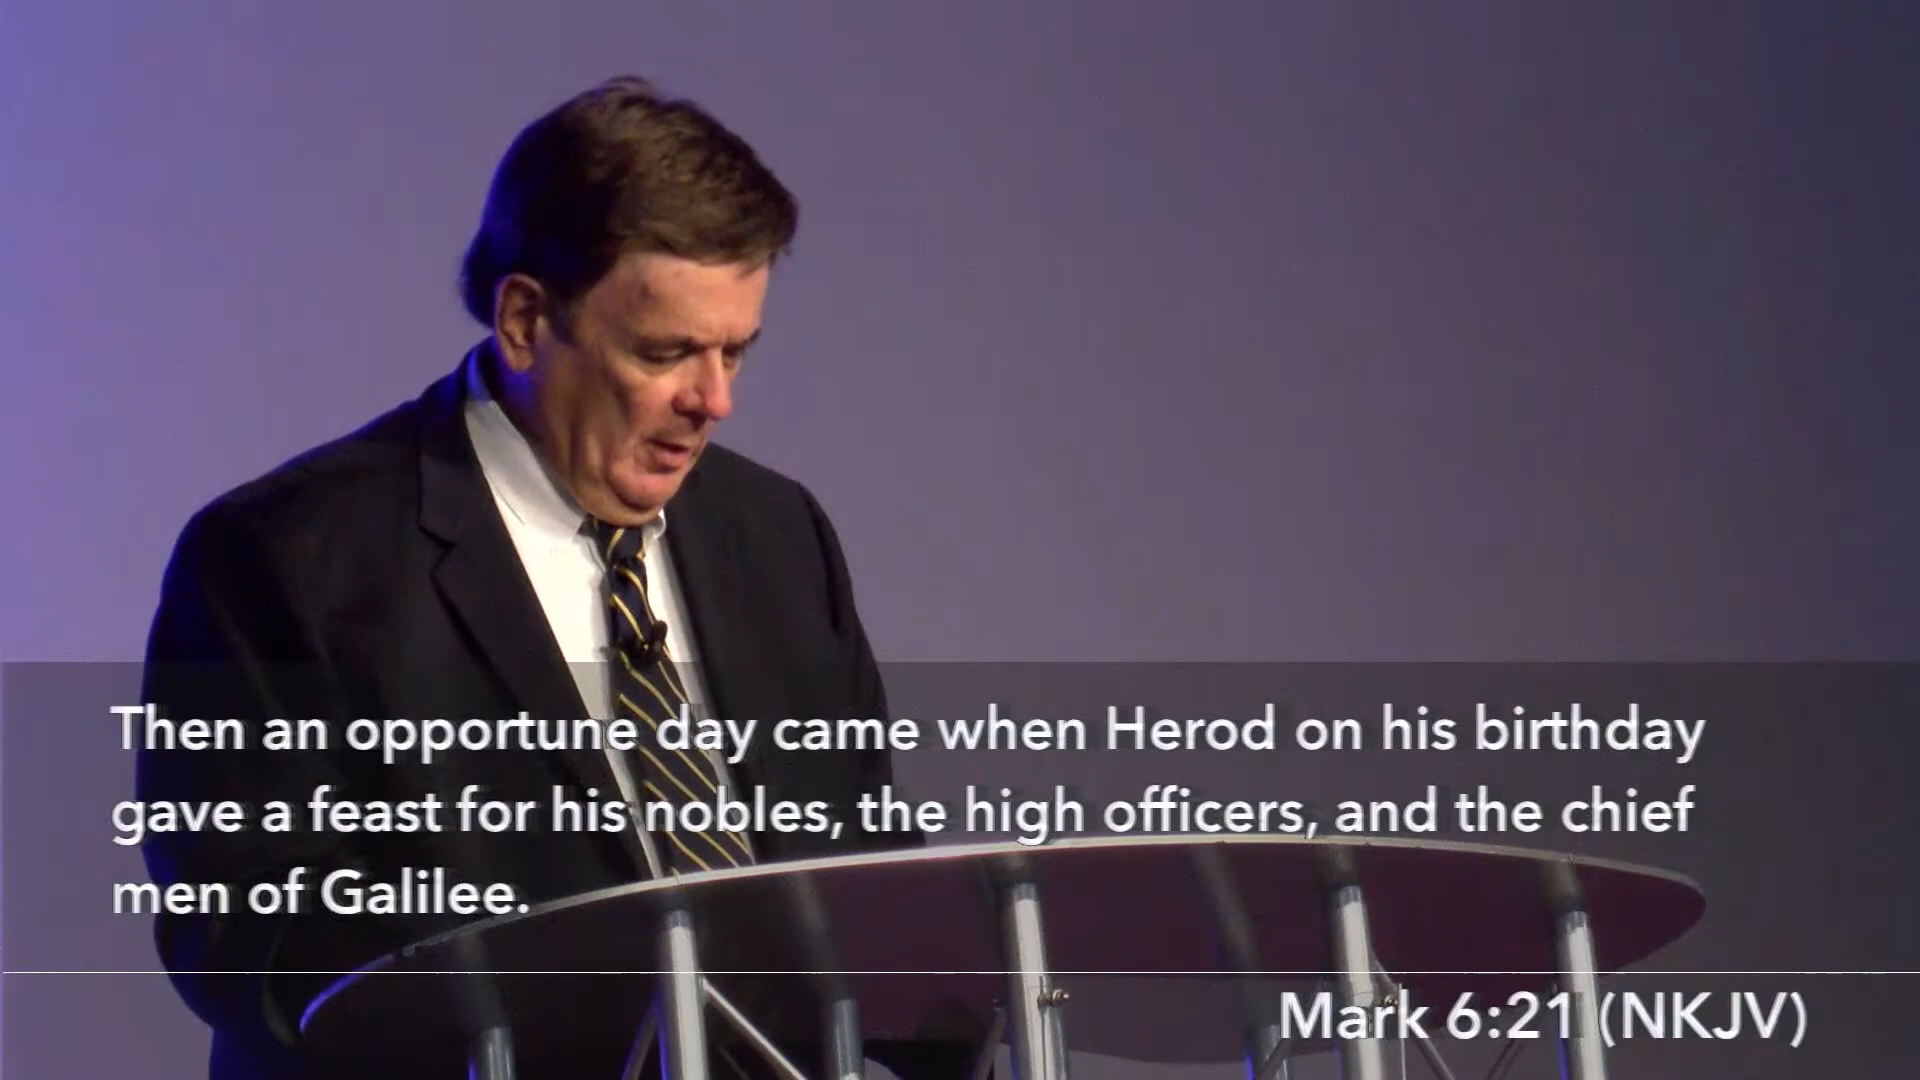 Then an opportune day came when Herod on his birthday
gave a feast for his nobles, the high officers, and the chief
men of Galilee.
Mark 6:21 (NKJV)